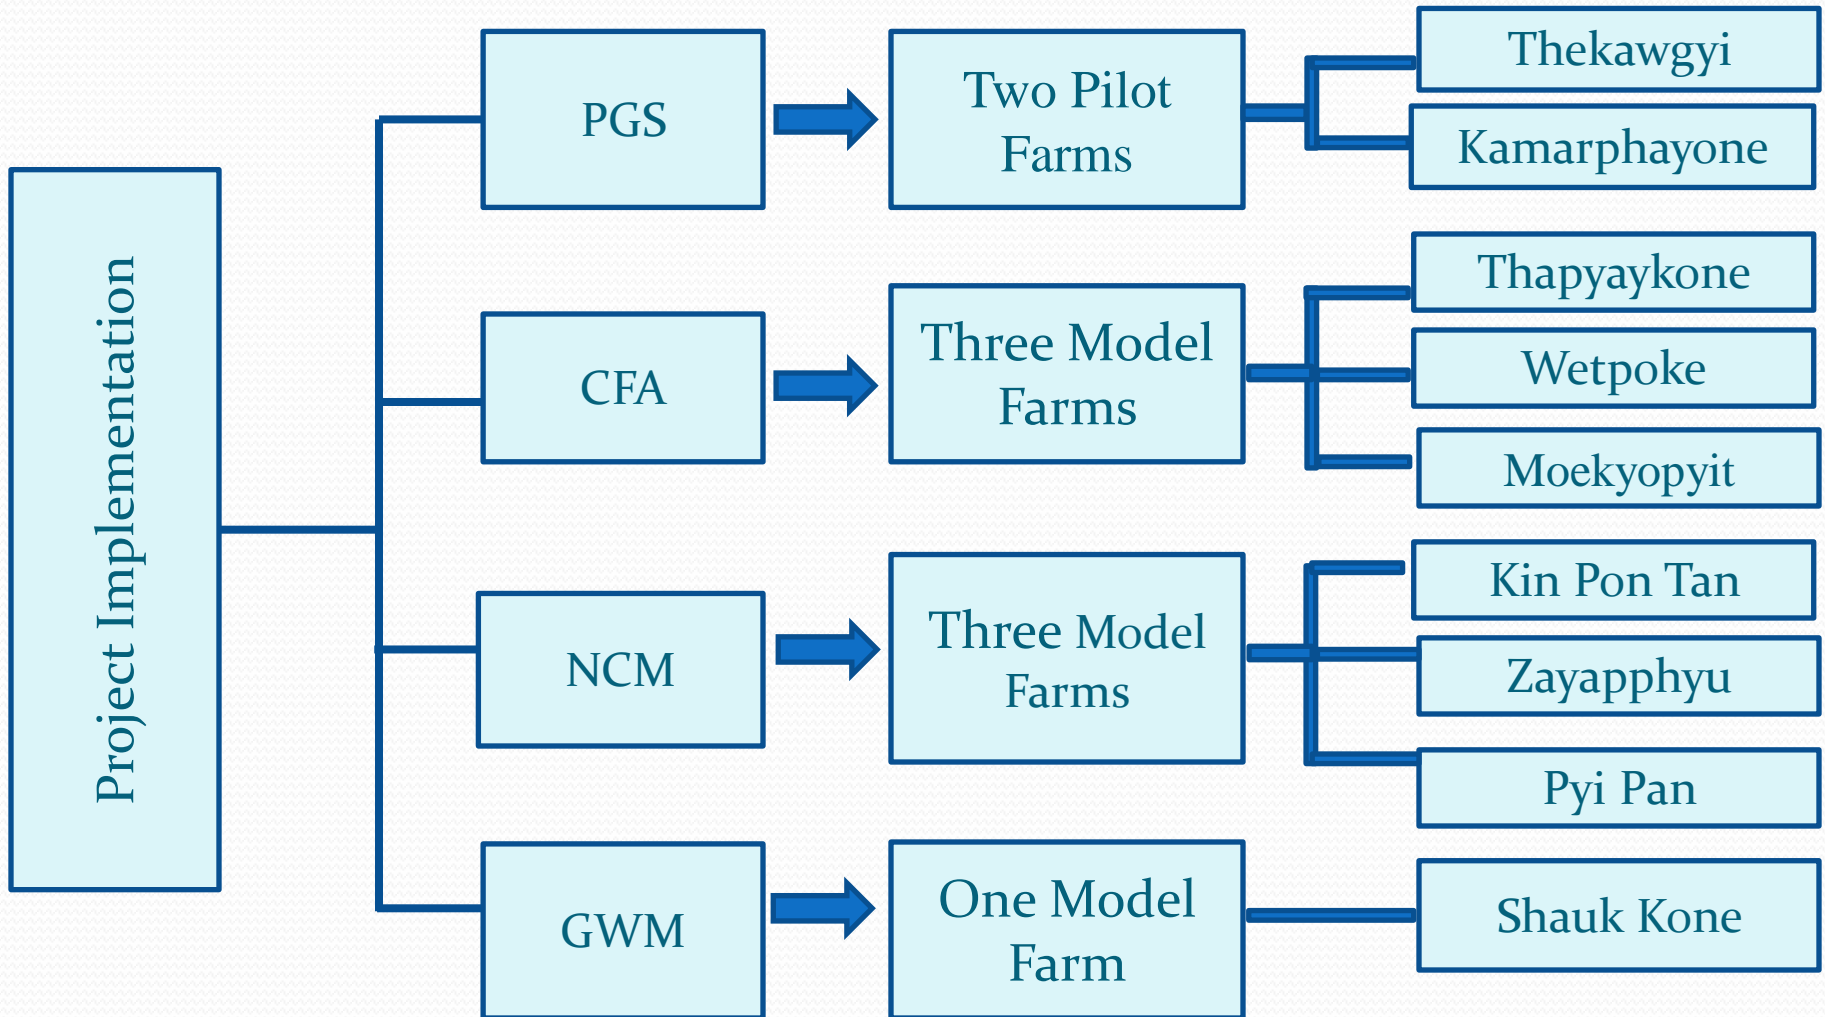 Project Implementation
PGS
Two Pilot
Farms
Thekawgyi
Kamarphayone
CFA
Three Model
Farms
Thapyaykone
Wetpoke
Moekyopyit
NCM
Three Model
Farms
Kin Pon Tan
Zayapphyu
Pyi Pan
GWM
One Model
Farm
Shauk Kone